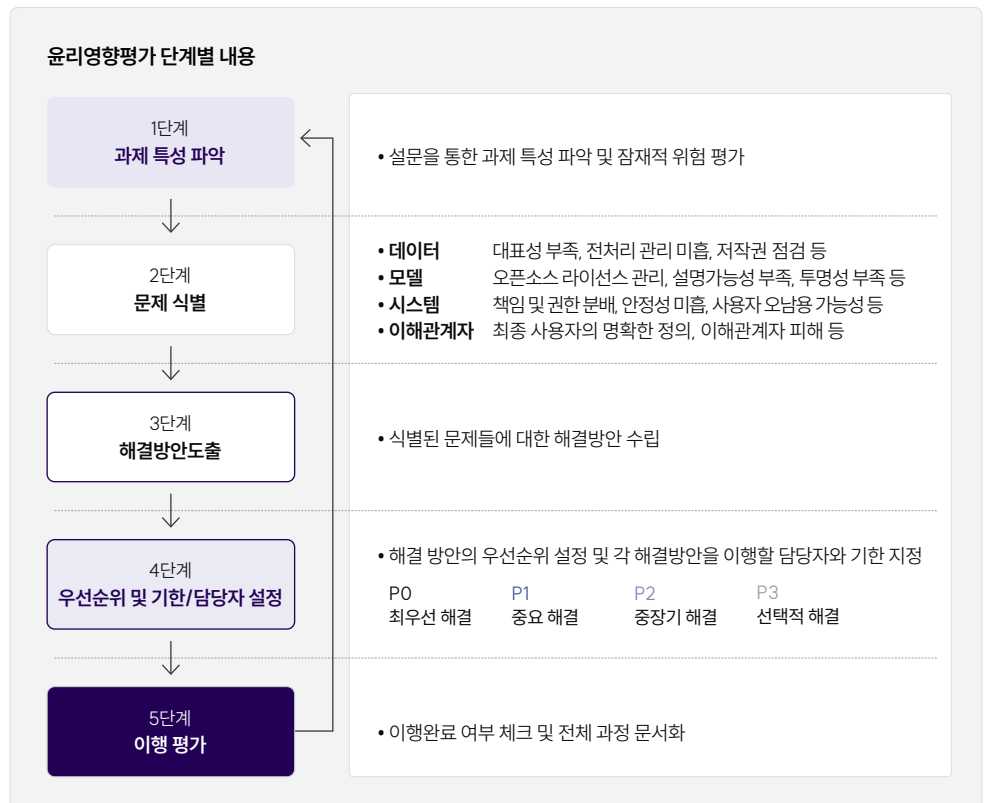 윤리영향평가 단계별 내용
1단계
과제 특성 파악
• 설문을 통한 과제 특성 파악 및 잠재적 위험 평가
2단계
문제 식별
• 데이터 대표성 부족, 전처리 관리 미흡, 저작권 점검 등
• 모델 오픈소스 라이선스 관리, 설명가능성 부족, 투명성 부족 등
• 시스템 책임 및 권한 분배, 안정성 미흡, 사용자 오남용 가능성 등
• 이해관계자 최종 사용자의 명확한 정의, 이해관계자 피해 등
3단계
해결방안도출
• 식별된 문제들에 대한 해결방안 수립
4단계
우선순위 및 기한/담당자 설정
• 해결 방안의 우선순위 설정 및 각 해결방안을 이행할 담당자와 기한 지정
P0 P1 P2 P3
최우선 해결 중요 해결 중장기 해결 선택적 해결
5단계
이행 평가
• 이행완료 여부 체크 및 전체 과정 문서화